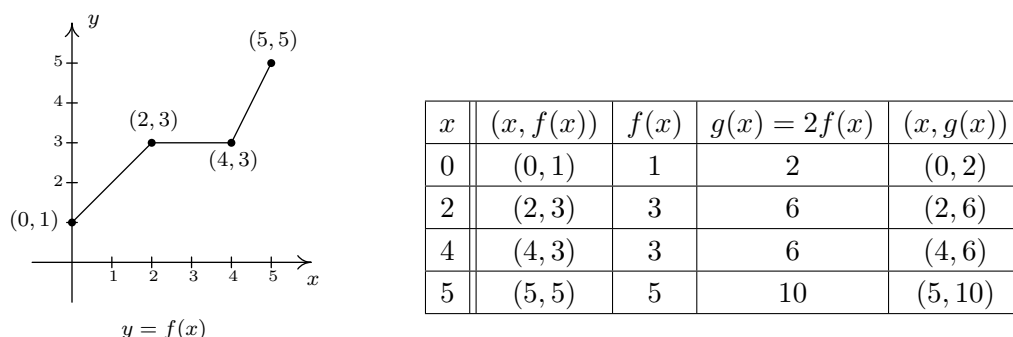 y
(5, 5)
5
4
(2, 3)
3
(4, 3)
2
(0, 1)
1 2 3 4 5
x
y = f(x)
x (x, f(x)) f(x) g(x) = 2f(x) (x, g(x))
0 (0, 1) 1 2 (0, 2)
2 (2, 3) 3 6 (2, 6)
4 (4, 3) 3 6 (4, 6)
5 (5, 5) 5 10 (5, 10)